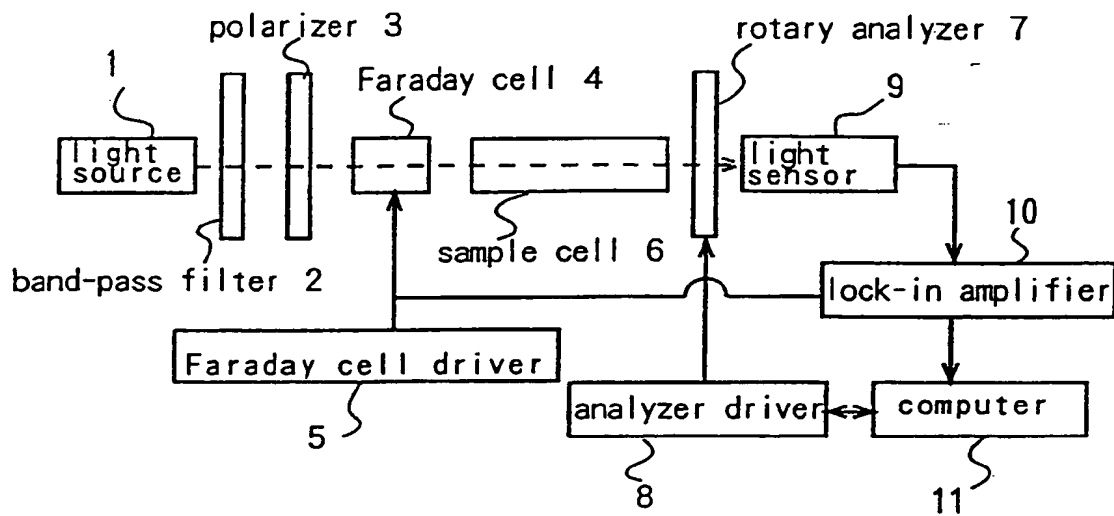 polarizer 3
rotary analyzer 7
1
Faraday cell 4
9
light
source
light
sensor
10
sample cell 6
band-pass filter 2
lock-in amplifier
Faraday cell driver
analyzer driver
computer
5
8
11